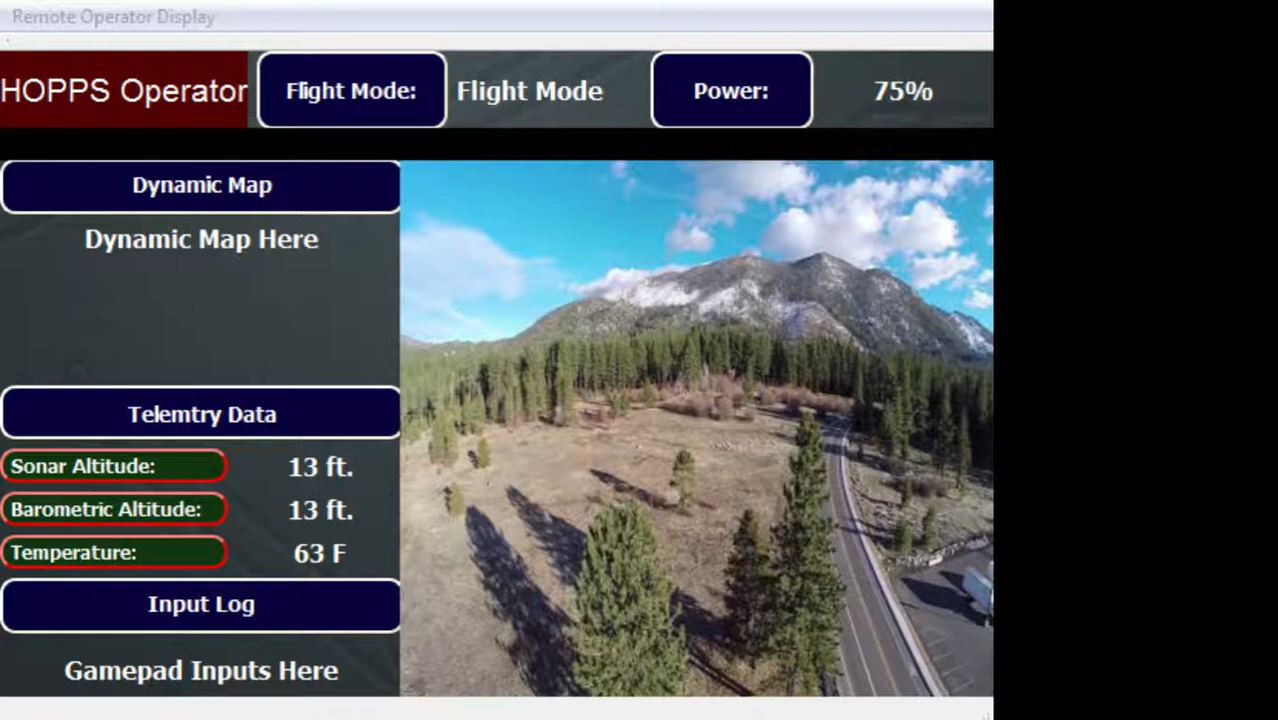 Remote Operator Display
HOPPS Operator
Flight Mode:
Flight Mode
Power:
75%
Dynamic Map
Dynamic Map Here
Telemtry Data
Sonar Altitude: 13 ft.
Barometric Altitude: 13 ft.
Temperature: 63 F
Input Log
Gamepad Inputs Here